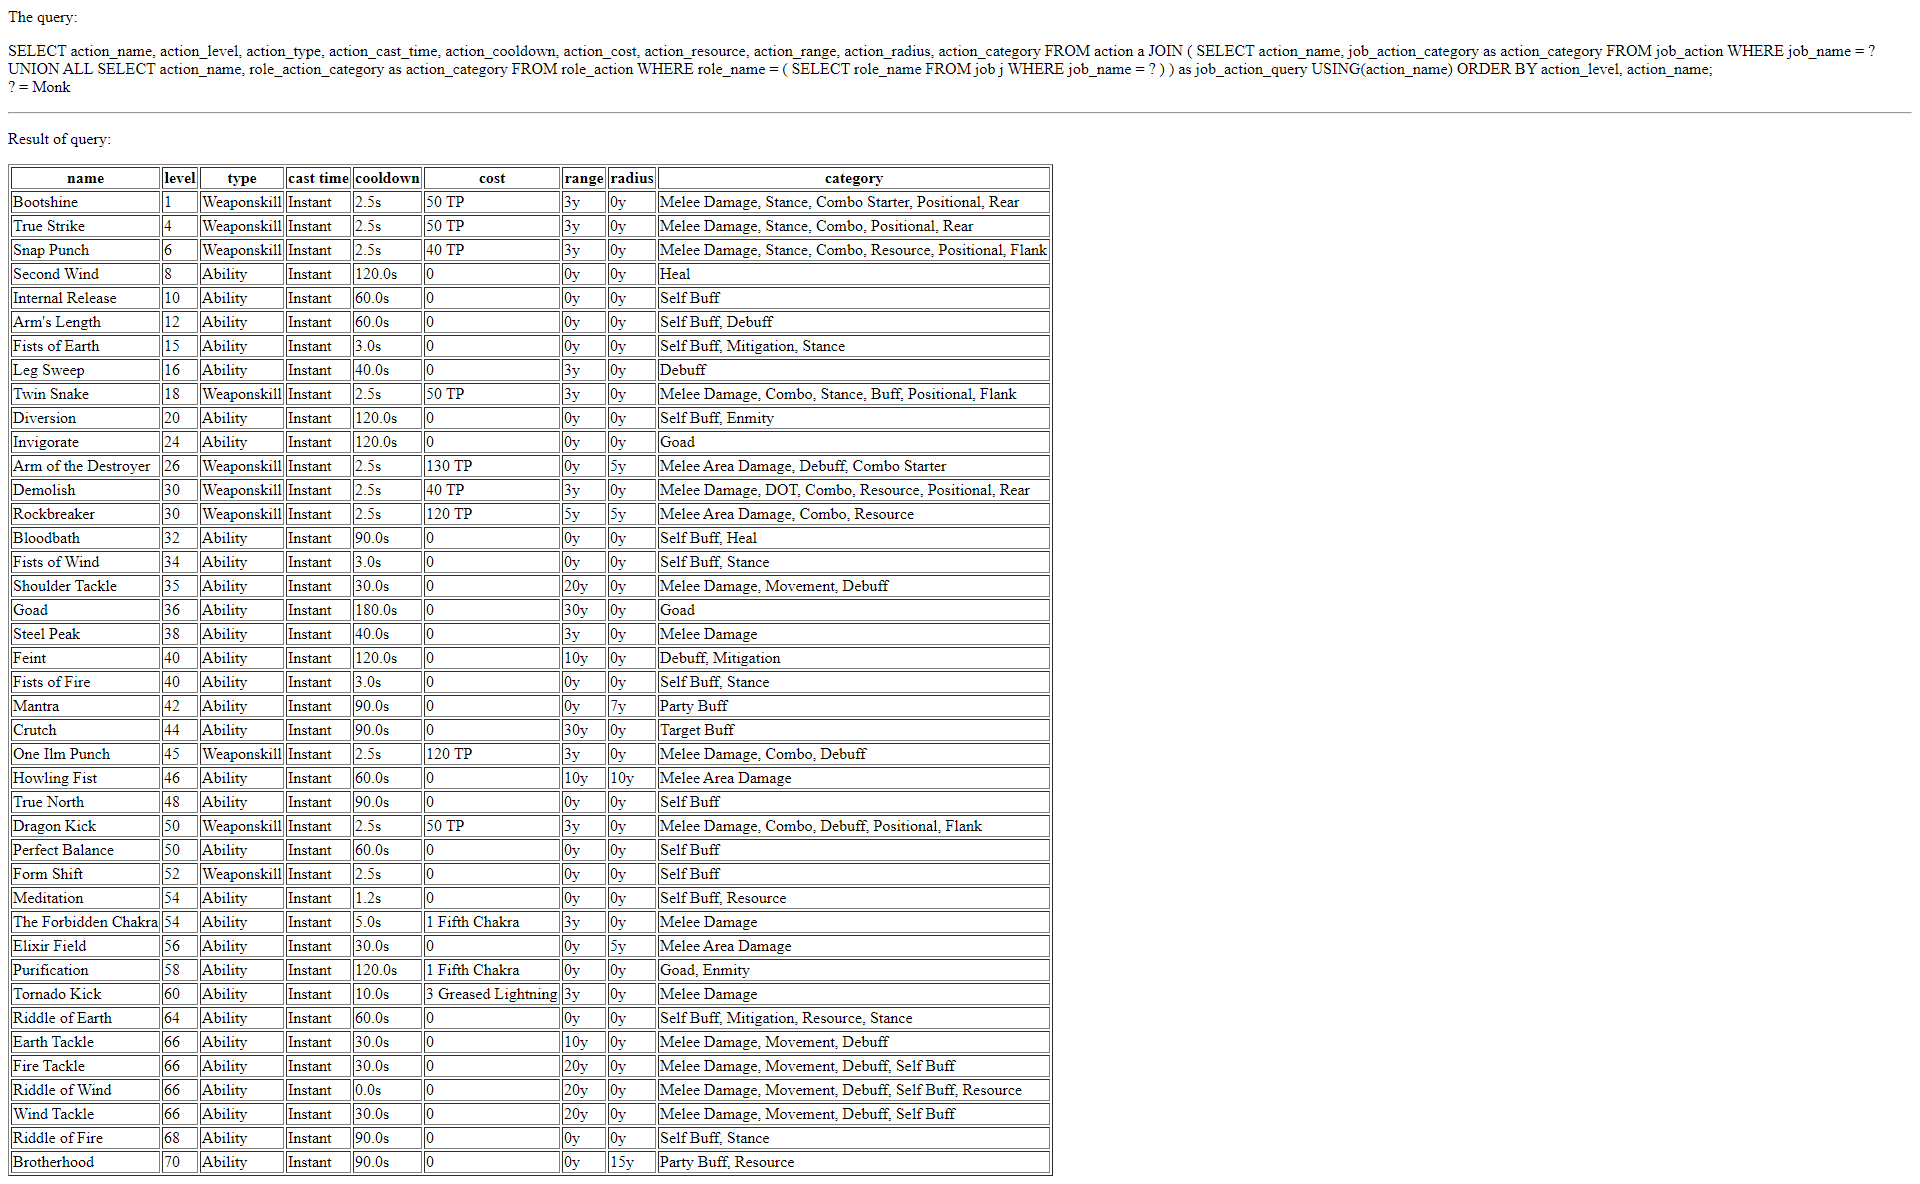 The query:
SELECT action_name, action_level, action_type, action_cast_time, action_cooldown, action_cost, action_resource, action_range, action_radius, action_category FROM action a JOIN ( SELECT action_name, job_action_category as action_category FROM job_action WHERE job_name = ?
UNION ALL SELECT action_name, role_action_category as action_category FROM role_action WHERE role_name = ( SELECT role_name FROM job j WHERE job_name = ? ) ) as job_action_query USING(action_name) ORDER BY action_level, action_name;
? = Monk
Result of query:
name level type cast time cooldown cost range radius category
Bootshine 1 Weaponskill Instant 2.5s 50 TP 3y 0y Melee Damage, Stance, Combo Starter, Positional, Rear
True Strike 4 Weaponskill Instant 2.5s 50 TP 3y 0y Melee Damage, Stance, Combo, Positional, Rear
Snap Punch 6 Weaponskill Instant 2.5s 40 TP 3y 0y Melee Damage, Stance, Combo, Resource, Positional, Flank
Second Wind 8 Ability Instant 120.0s 0 0y 0y Heal
Internal Release 10 Ability Instant 60.0s 0 0y 0y Self Buff
Arm's Length 12 Ability Instant 60.0s 0 0y 0y Self Buff, Debuff
Fists of Earth 15 Ability Instant 3.0s 0 0y 0y Self Buff, Mitigation, Stance
Leg Sweep 16 Ability Instant 40.0s 0 3y 0y Debuff
Twin Snake 18 Weaponskill Instant 2.5s 50 TP 3y 0y Melee Damage, Combo, Stance, Buff, Positional, Flank
Diversion 20 Ability Instant 120.0s 0 0y 0y Self Buff, Enmity
Invigorate 24 Ability Instant 120.0s 0 0y 0y Goad
Arm of the Destroyer 26 Weaponskill Instant 2.5s 130 TP 0y 5y Melee Area Damage, Debuff, Combo Starter
Demolish 30 Weaponskill Instant 2.5s 40 TP 3y 0y Melee Damage, DOT, Combo, Resource, Positional, Rear
Rockbreaker 30 Weaponskill Instant 2.5s 120 TP 5y 5y Melee Area Damage, Combo, Resource
Bloodbath 32 Ability Instant 90.0s 0 0y 0y Self Buff, Heal
Fists of Wind 34 Ability Instant 3.0s 0 0y 0y Self Buff, Stance
Shoulder Tackle 35 Ability Instant 30.0s 0 20y 0y Melee Damage, Movement, Debuff
Goad 36 Ability Instant 180.0s 0 30y 0y Goad
Steel Peak 38 Ability Instant 40.0s 0 3y 0y Melee Damage
Feint 40 Ability Instant 120.0s 0 10y 0y Debuff, Mitigation
Fists of Fire 40 Ability Instant 3.0s 0 0y 0y Self Buff, Stance
Mantra 42 Ability Instant 90.0s 0 0y 7y Party Buff
Crutch 44 Ability Instant 90.0s 0 30y 0y Target Buff
One Ilm Punch 45 Weaponskill Instant 2.5s 120 TP 3y 0y Melee Damage, Combo, Debuff
Howling Fist 46 Ability Instant 60.0s 0 10y 10y Melee Area Damage
True North 48 Ability Instant 90.0s 0 0y 0y Self Buff
Dragon Kick 50 Weaponskill Instant 2.5s 50 TP 3y 0y Melee Damage, Combo, Debuff, Positional, Flank
Perfect Balance 50 Ability Instant 60.0s 0 0y 0y Self Buff
Form Shift 52 Weaponskill Instant 2.5s 0 0y 0y Self Buff
Meditation 54 Ability Instant 1.2s 0 0y 0y Self Buff, Resource
The Forbidden Chakra 54 Ability Instant 5.0s 1 Fifth Chakra 3y 0y Melee Damage
Elixir Field 56 Ability Instant 30.0s 0 0y 5y Melee Area Damage
Purification 58 Ability Instant 120.0s 1 Fifth Chakra 0y 0y Goad, Enmity
Tornado Kick 60 Ability Instant 10.0s 3 Greased Lightning 3y 0y Melee Damage
Riddle of Earth 64 Ability Instant 60.0s 0 0y 0y Self Buff, Mitigation, Resource, Stance
Earth Tackle 66 Ability Instant 30.0s 0 10y 0y Melee Damage, Movement, Debuff
Fire Tackle 66 Ability Instant 30.0s 0 20y 0y Melee Damage, Movement, Debuff, Self Buff
Riddle of Wind 66 Ability Instant 0.0s 0 20y 0y Melee Damage, Movement, Debuff, Self Buff, Resource
Wind Tackle 66 Ability Instant 30.0s 0 20y 0y Melee Damage, Movement, Debuff, Self Buff
Riddle of Fire 68 Ability Instant 90.0s 0 0y 0y Self Buff, Stance
Brotherhood 70 Ability Instant 90.0s 0 0y 15y Party Buff, Resource